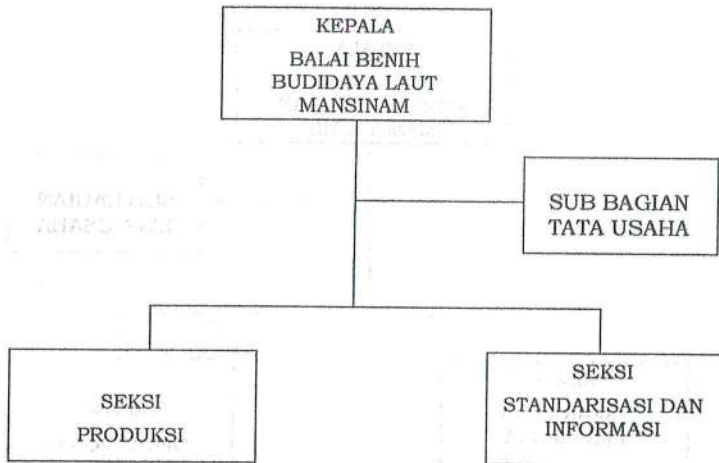 KEPALA
BALAI BENIH
BUDIDAYA LAUT
MANSINAM
SUB BAGIAN
TATA USAHA
SEKSI
PRODUKSI
SEKSI
STANDARISASI DAN
INFORMASI